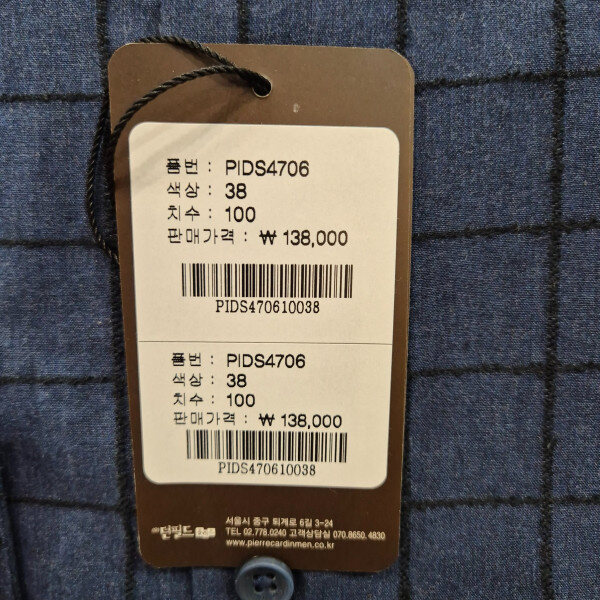 품번 : PIDS4706
색상 : 38
치수 : 100
판매가격 : ₩ 138,000
PIDS470610038
품번 : PIDS4706
색상 : 38
치수 : 100
판매가격 : ₩ 138,000
PIDS470610038
던필드
서울시 중구 퇴계로 6길 3-24
TEL 02.778.0240 고객상담실 070.8650.4830
www.pierrecardinmen.co.kr